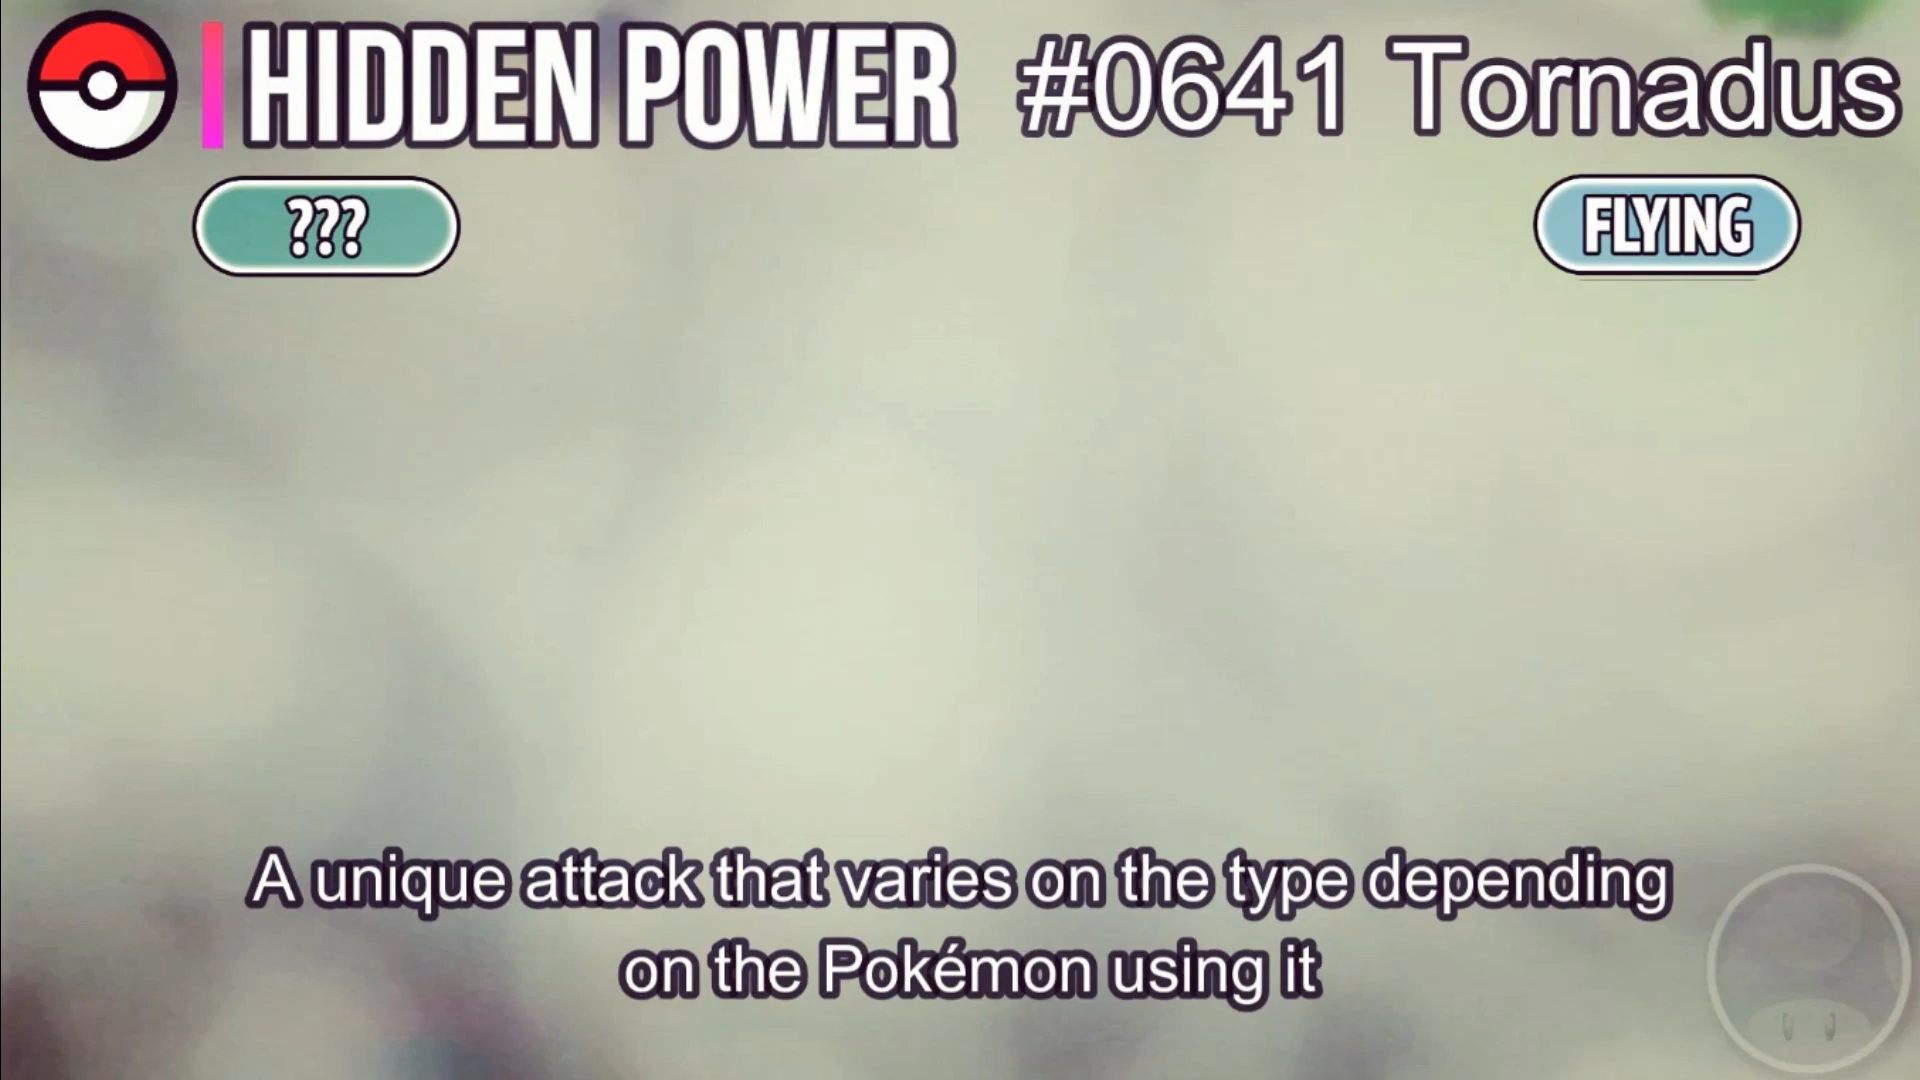 HIDDEN POWER #0641 Tornadus
??? FLYING
A unique attack that varies on the type depending
on the Pokémon using it